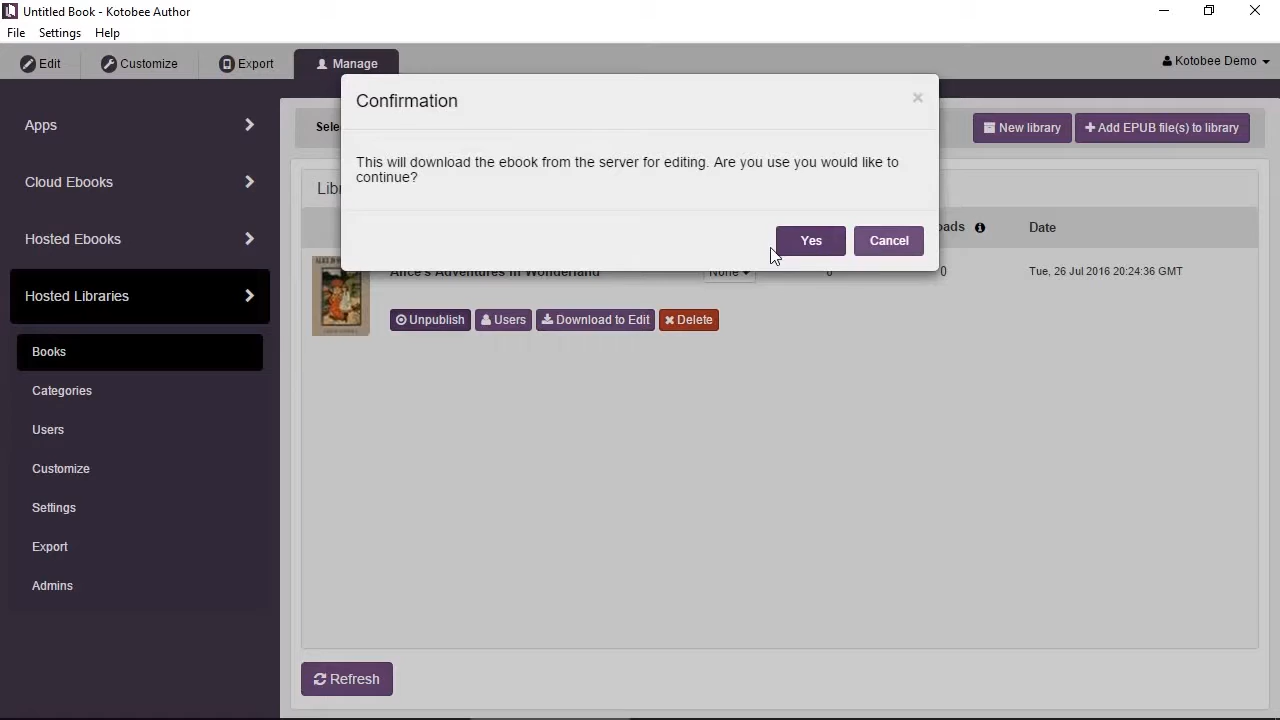 Untitled Book - Kotobee Author
File Settings Help
Edit Customize Export Manage Kotobee Demo
Confirmation
This will download the ebook from the server for editing. Are you use you would like to
continue?
Yes Cancel
New library Add EPUB file(s) to library
Date
Alice's Adventures in Wonderland None 0 0 Tue, 26 Jul 2016 20:24:36 GMT
Unpublish Users Download to Edit Delete
Apps
Cloud Ebooks
Hosted Ebooks
Hosted Libraries
Books
Categories
Users
Customize
Settings
Export
Admins
Refresh